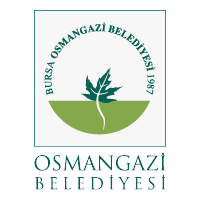 BURSA OSMANGAZİ BELEDİYESİ 1987
OSMANGAZİ
BELEDİYESİ